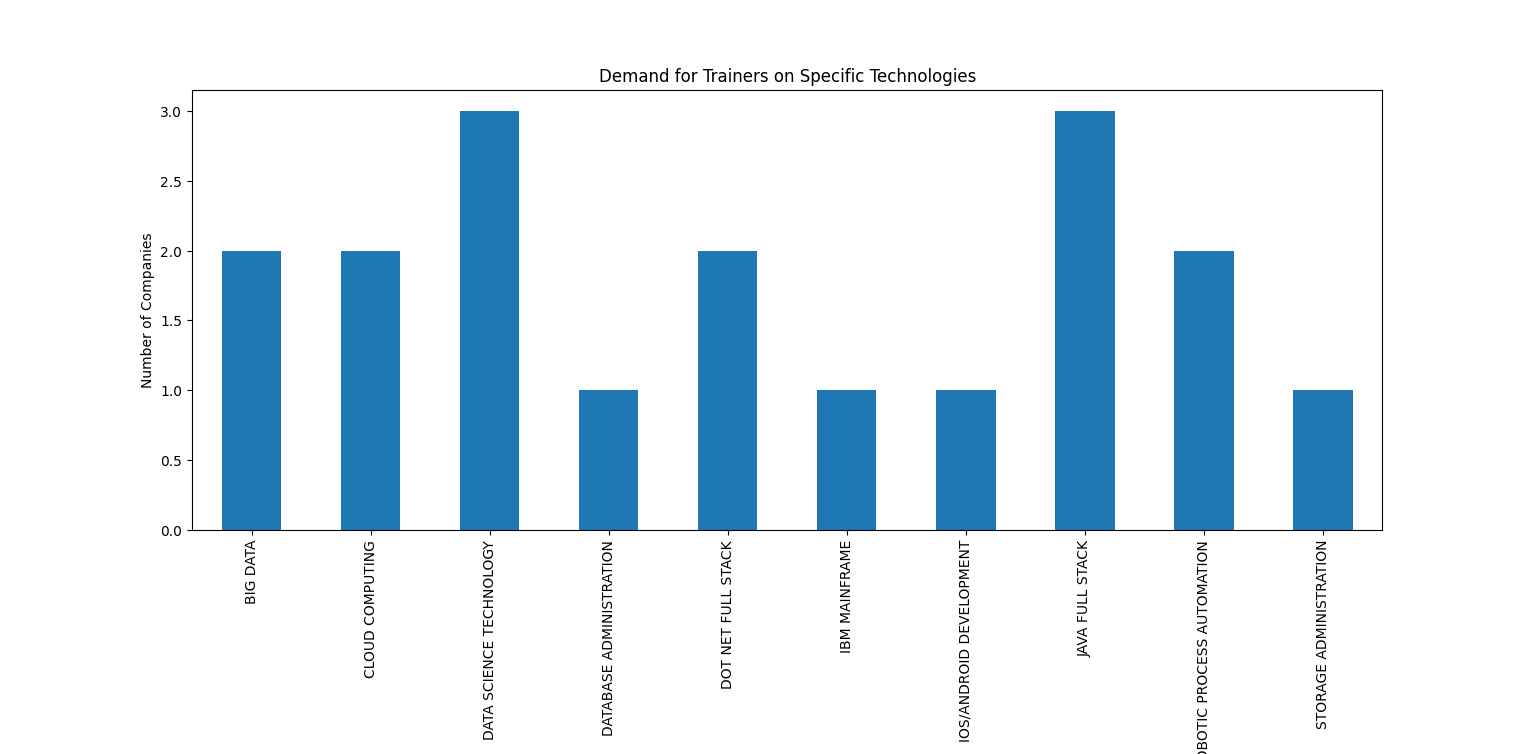 Demand for Trainers on Specific Technologies
3.0
2.5
2.0
1.5
1.0
0.5
0.0
Number of Companies
BIG DATA
CLOUD COMPUTING
DATA SCIENCE TECHNOLOGY
DATABASE ADMINISTRATION
DOT NET FULL STACK
IBM MAINFRAME
IOS/ANDROID DEVELOPMENT
JAVA FULL STACK
OBOTIC PROCESS AUTOMATION
STORAGE ADMINISTRATION